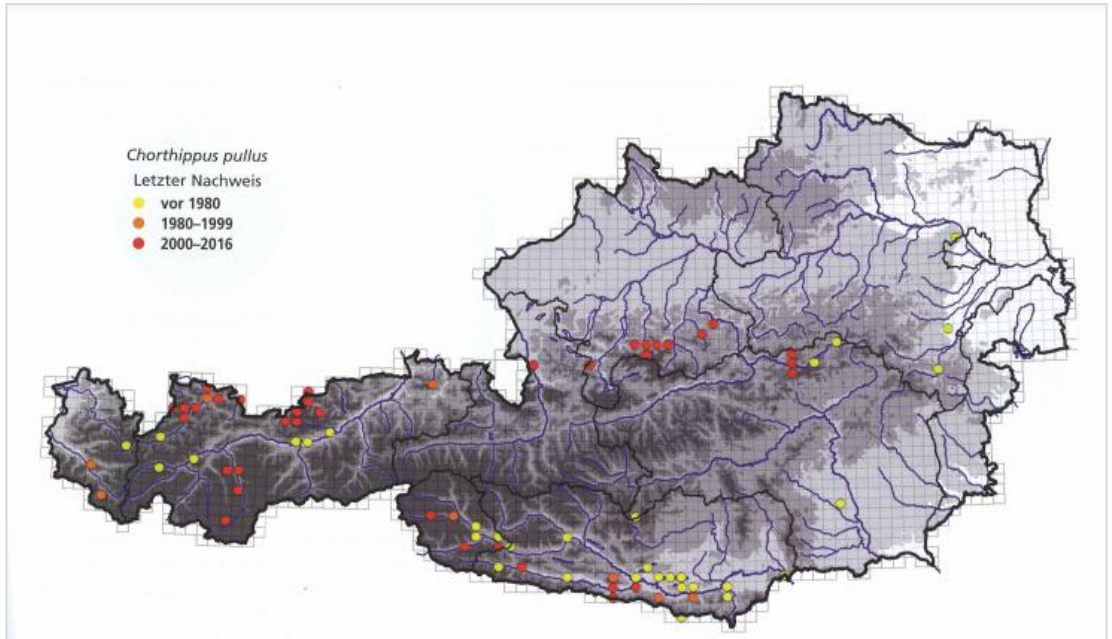 Chorthippus pullus
Letzter Nachweis
vor 1980
1980–1999
2000–2016